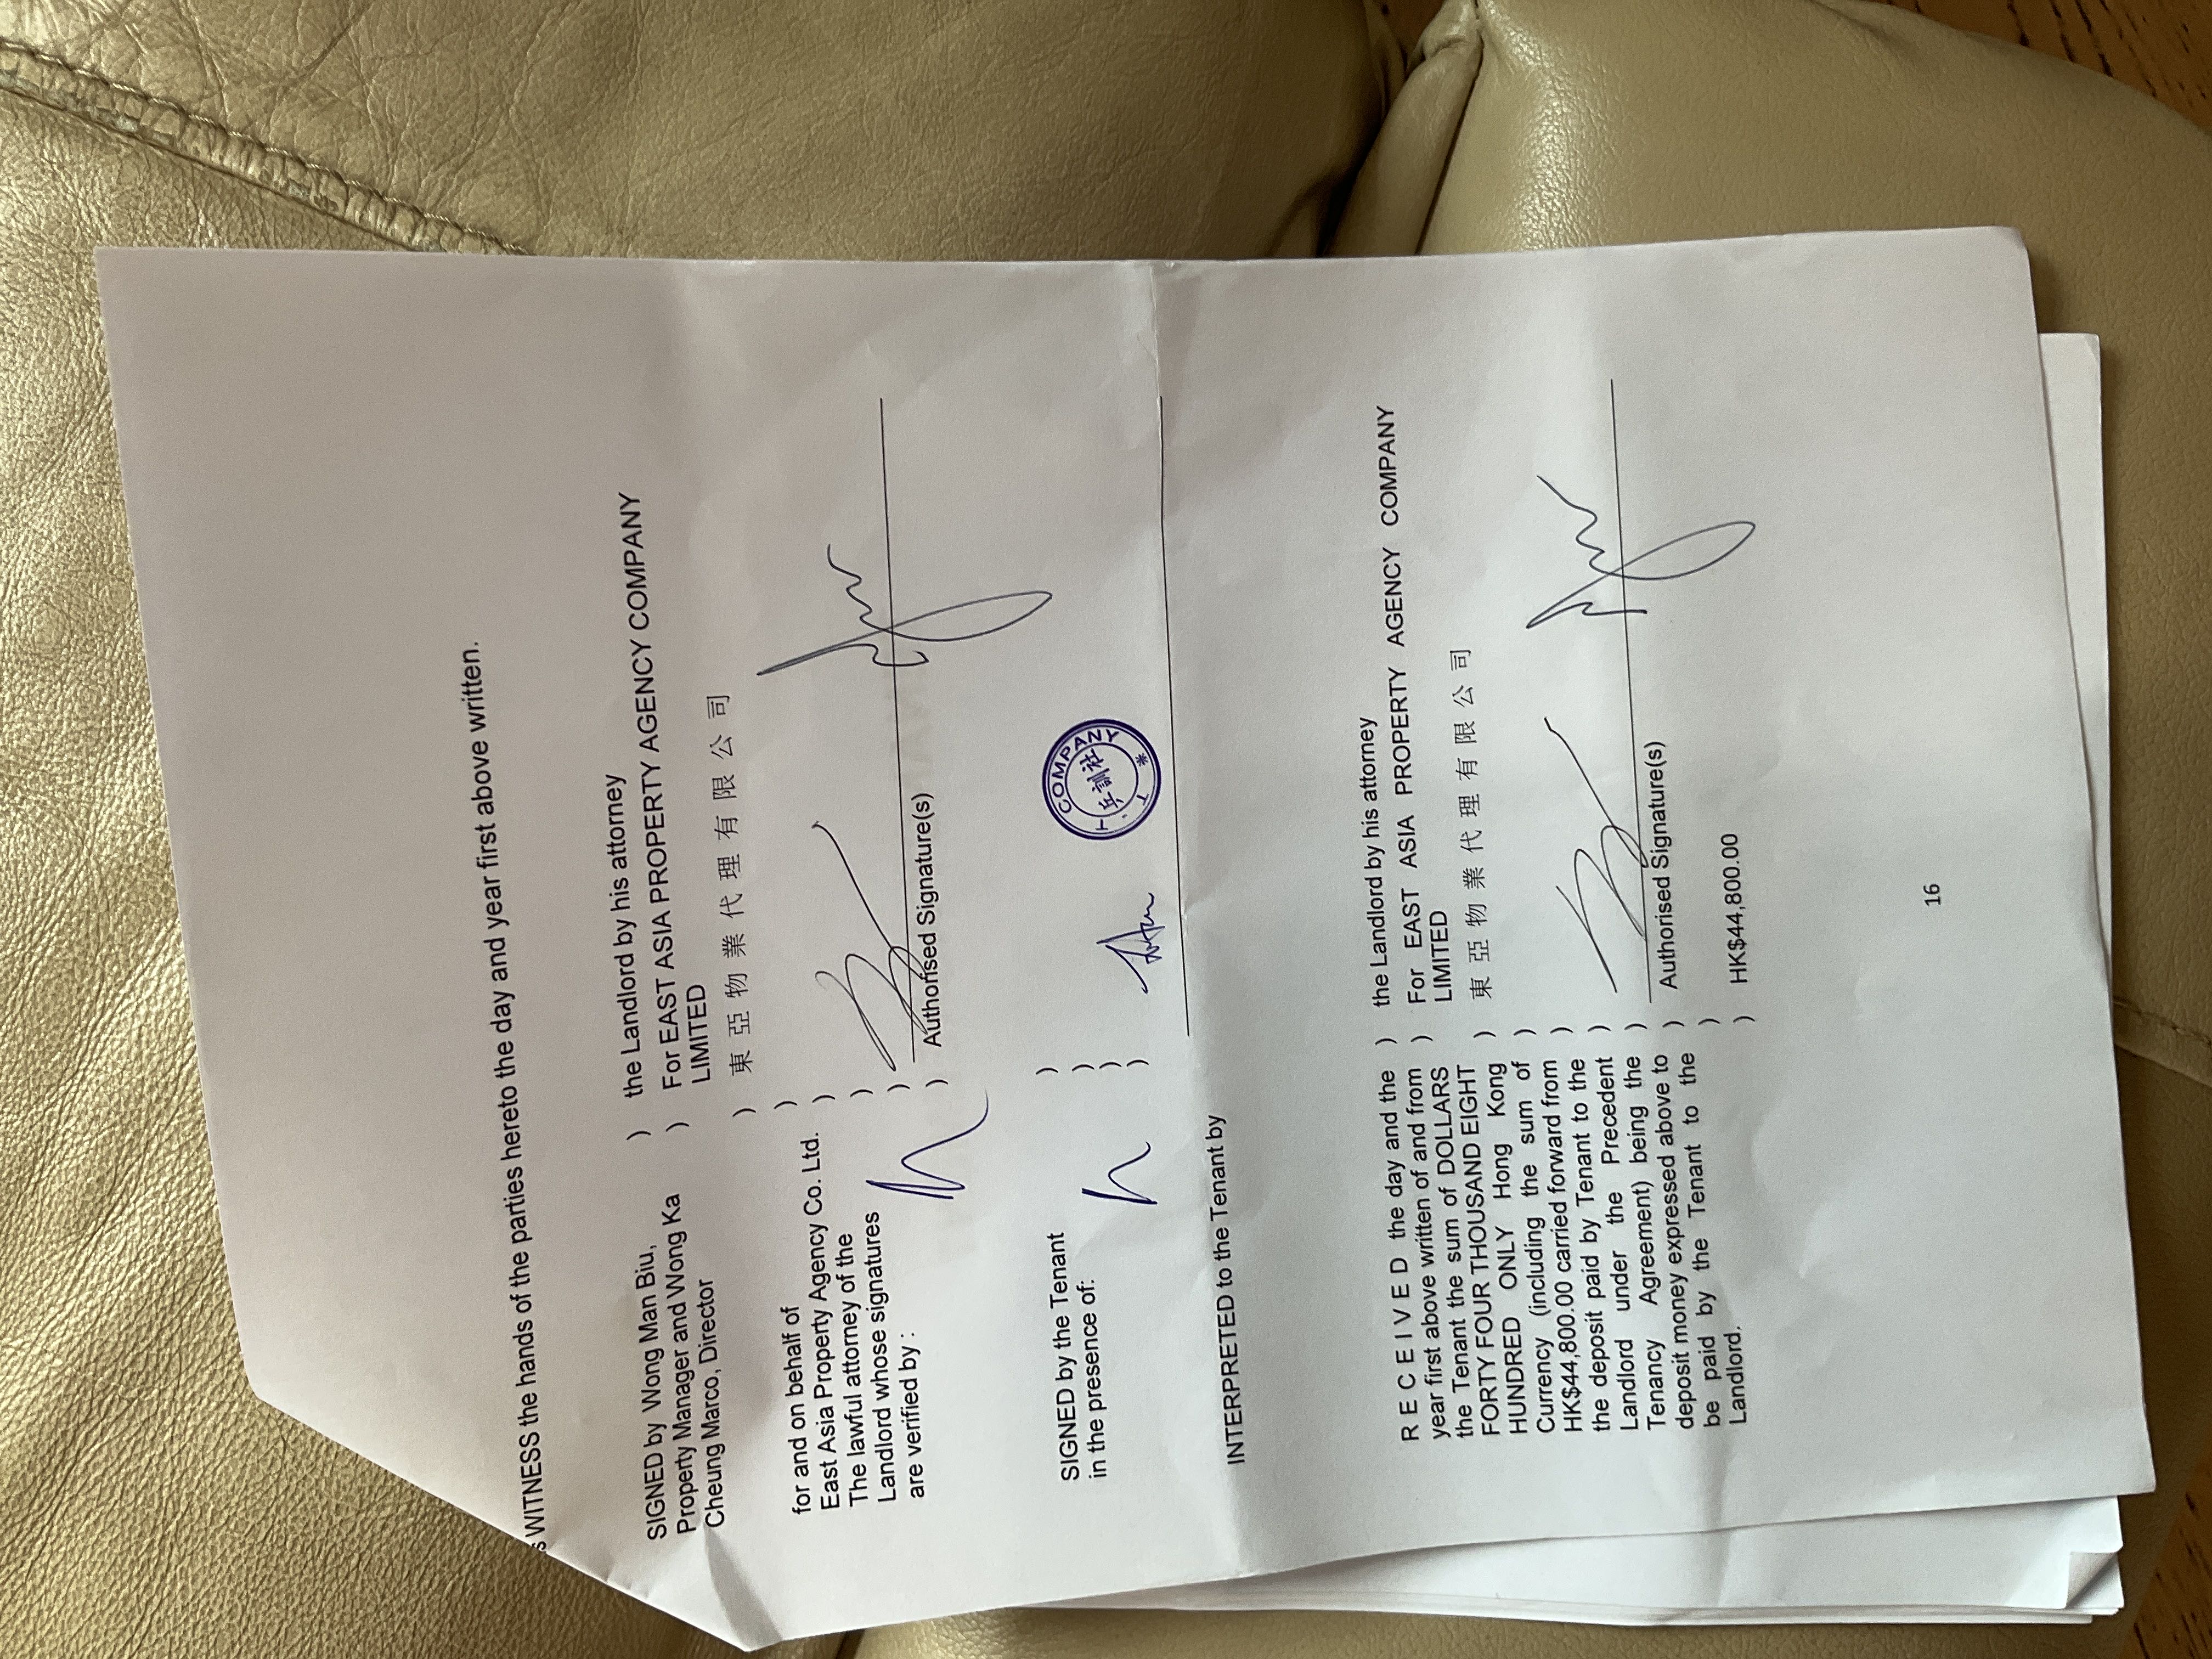 WITNESS the hands of the parties hereto the day and year first above written.
SIGNED by Wong Man Biu, ) the Landlord by his attorney
Property Manager and Wong Ka ) For EAST ASIA PROPERTY AGENCY COMPANY
Cheung Marco, Director LIMITED
) 東亞物業代理有限公司
for and on behalf of )
East Asia Property Agency Co. Ltd. )
The lawful attorney of the )
Landlord whose signatures )
are verified by : ) Authorised Signature(s)
SIGNED by the Tenant )
in the presence of: )
)
)
COMPANY
INTERPRETED to the Tenant by
R E C E I V E D the day and the ) the Landlord by his attorney
year first above written of and from ) For EAST ASIA PROPERTY AGENCY COMPANY
the Tenant the sum of DOLLARS LIMITED
FORTY FOUR THOUSAND EIGHT ) 東亞物業代理有限公司
HUNDRED ONLY Hong Kong
Currency (including the sum of )
HK$44,800.00 carried forward from )
the deposit paid by Tenant to the )
Landlord under the Precedent
Tenancy Agreement) being the ) Authorised Signature(s)
deposit money expressed above to )
be paid by the Tenant to the )
Landlord. ) HK$44,800.00
16